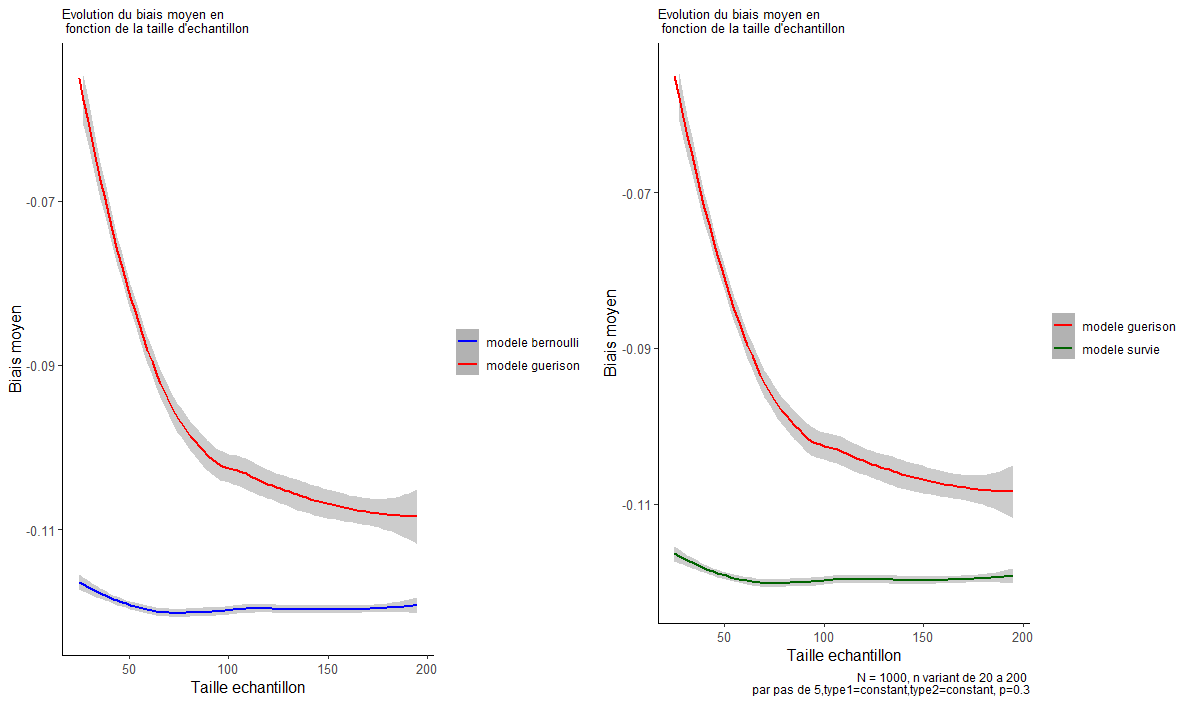 Evolution du biais moyen en
fonction de la taille d'echantillon
-0.07
-0.09
-0.11
Biais moyen
50
100
150
200
Taille echantillon
modele bernoulli
modele guerison
Evolution du biais moyen en
fonction de la taille d'echantillon
-0.07
-0.09
-0.11
Biais moyen
50
100
150
200
Taille echantillon
modele guerison
modele survie
N = 1000, n variant de 20 a 200
par pas de 5,type1=constant,type2=constant, p=0.3